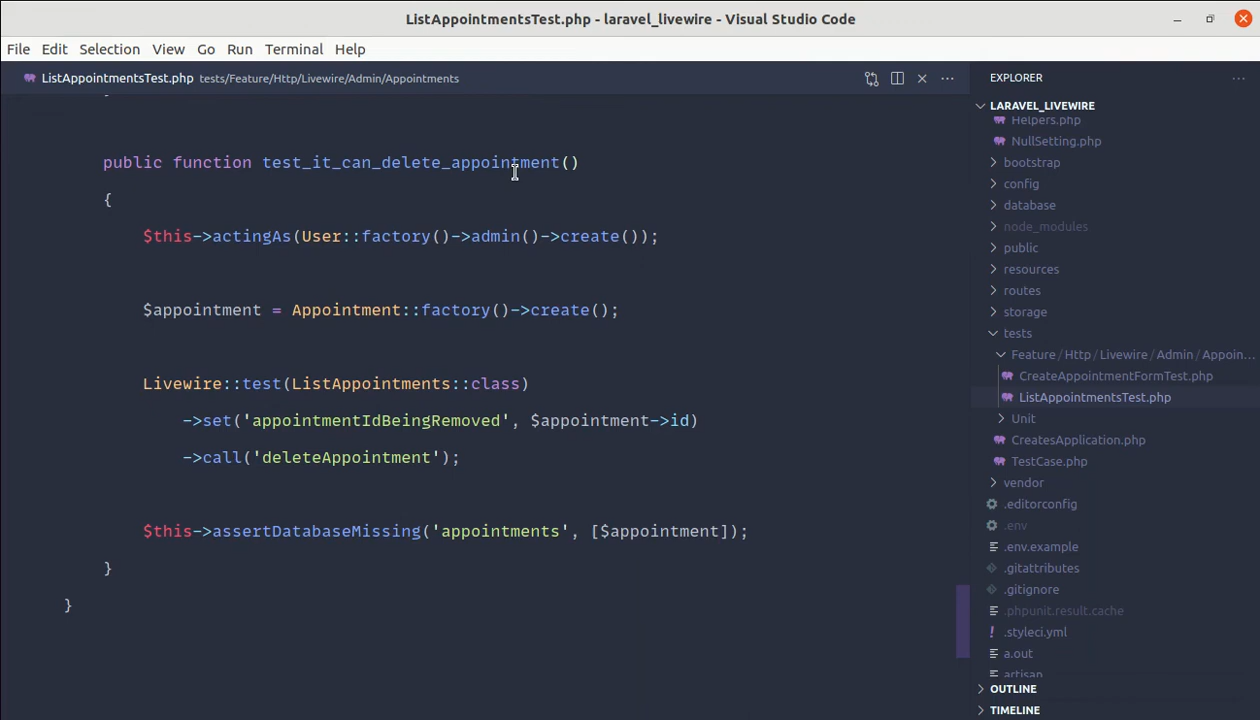 ListAppointmentsTest.php - laravel_livewire - Visual Studio Code
File Edit Selection View Go Run Terminal Help
ListAppointmentsTest.php tests/Feature/Http/Livewire/Admin/Appointments
public function test_it_can_delete_appointment()
{
$this->actingAs(User::factory()->admin()->create());
$appointment = Appointment::factory()->create();
Livewire::test(ListAppointments::class)
->set('appointmentIdBeingRemoved', $appointment->id)
->call('deleteAppointment');
$this->assertDatabaseMissing('appointments', [$appointment]);
}
}
EXPLORER
LARAVEL_LIVEWIRE
Helpers.php
NullSetting.php
bootstrap
config
database
node_modules
public
resources
routes
storage
tests
Feature / Http / Livewire / Admin / Appoin...
CreateAppointmentFormTest.php
ListAppointmentsTest.php
Unit
CreatesApplication.php
TestCase.php
vendor
.editorconfig
.env
.env.example
.gitattributes
.gitignore
.phpunit.result.cache
.styleci.yml
a.out
artisan
OUTLINE
TIMELINE